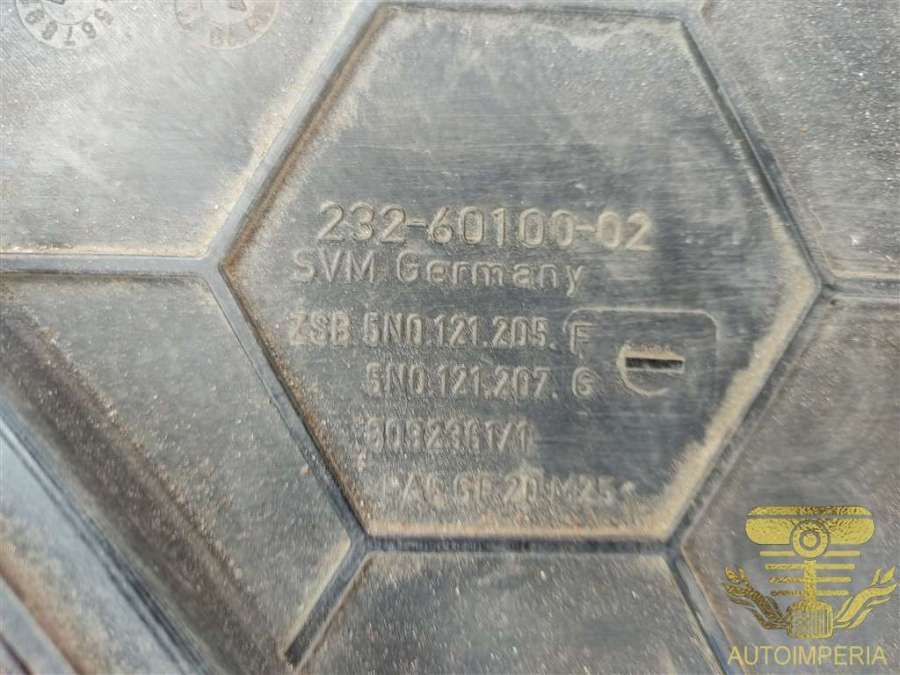 232-60100-02
SVM Germany
ZSB 5N0.121.205. F
5N0.121.207. G
AUTOIMPERIA